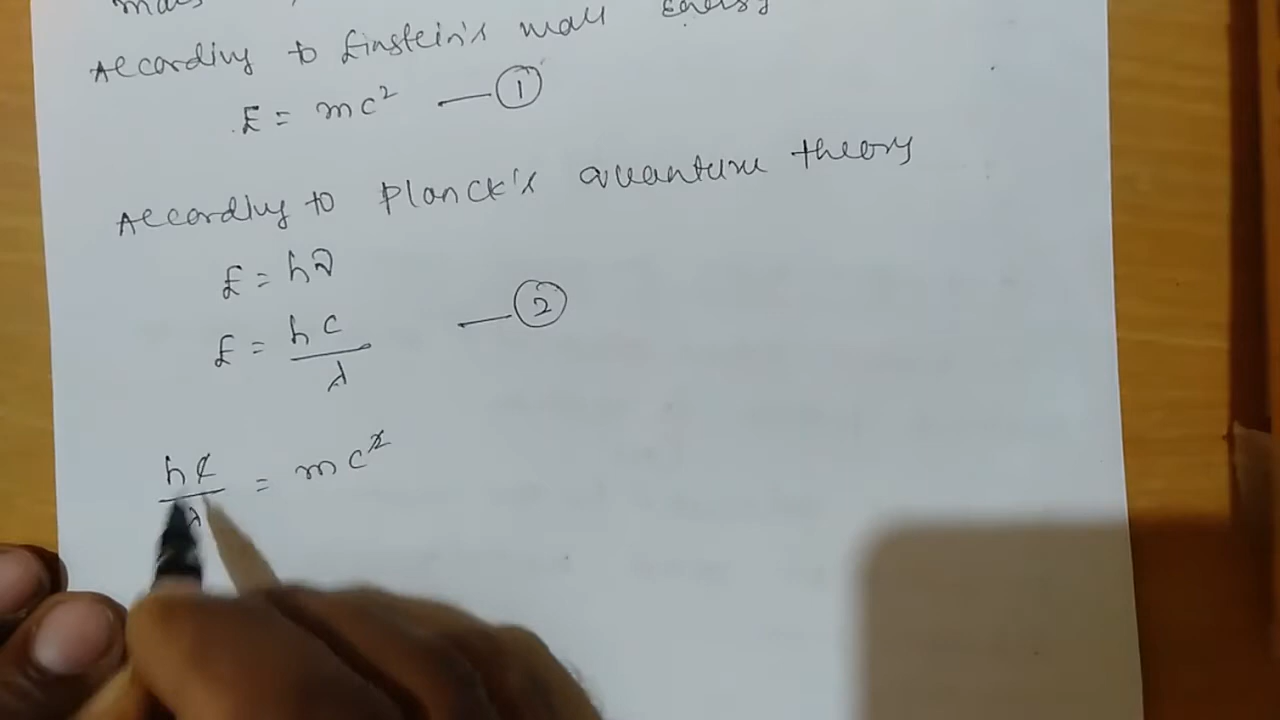 According to Einstein's mass Energy
E = mc² — ①
According to Planck's quantum theory
E = hν
E = hc/λ — ②
hc/λ = mc²